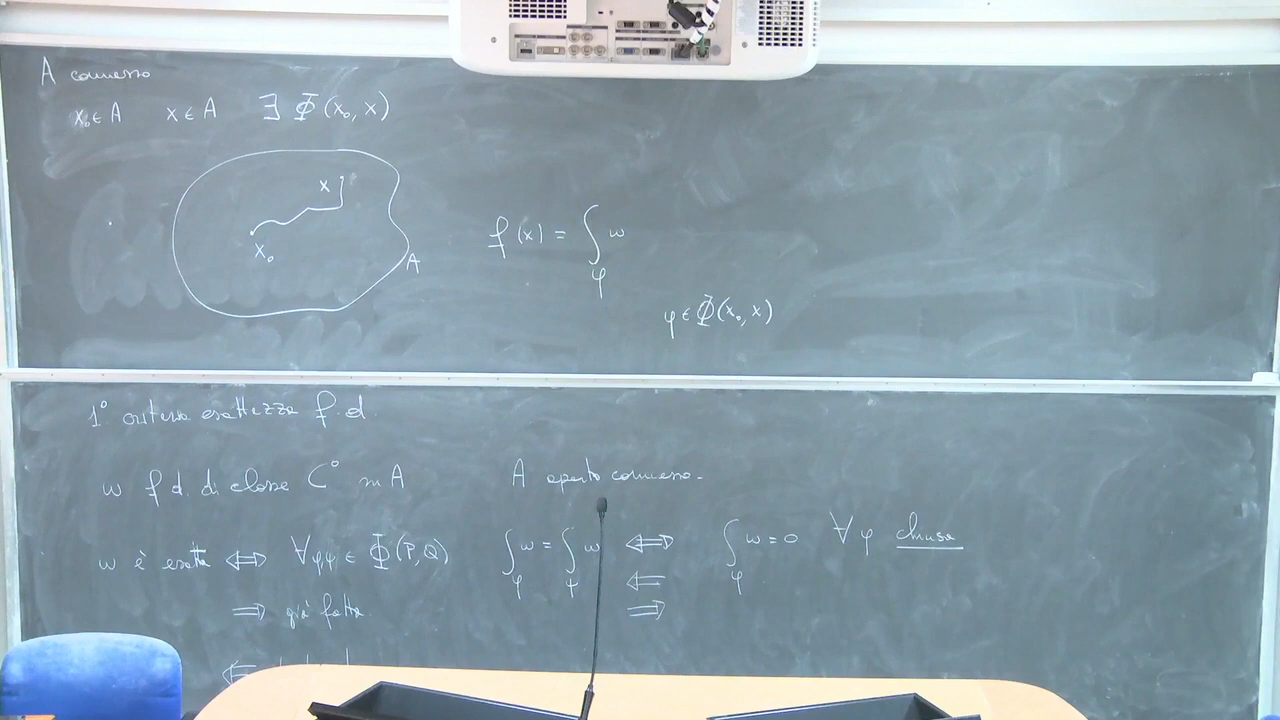 A connesso
x₀ ∈ A x ∈ A ∃ Φ(x₀, x)
x
x₀
A
f(x) = ∫_φ ω
φ ∈ Φ(x₀, x)
1° criterio esattezza f.d.
ω f.d. di classe C° in A A aperto connesso.
ω è esatta ⟺ ∀φ,ψ ∈ Φ(P,Q) ∫_φ ω = ∫_ψ ω ⟺ ∫_φ ω = 0 ∀φ chiusa
⟸
⟹ già fatta. ⟹
⟸